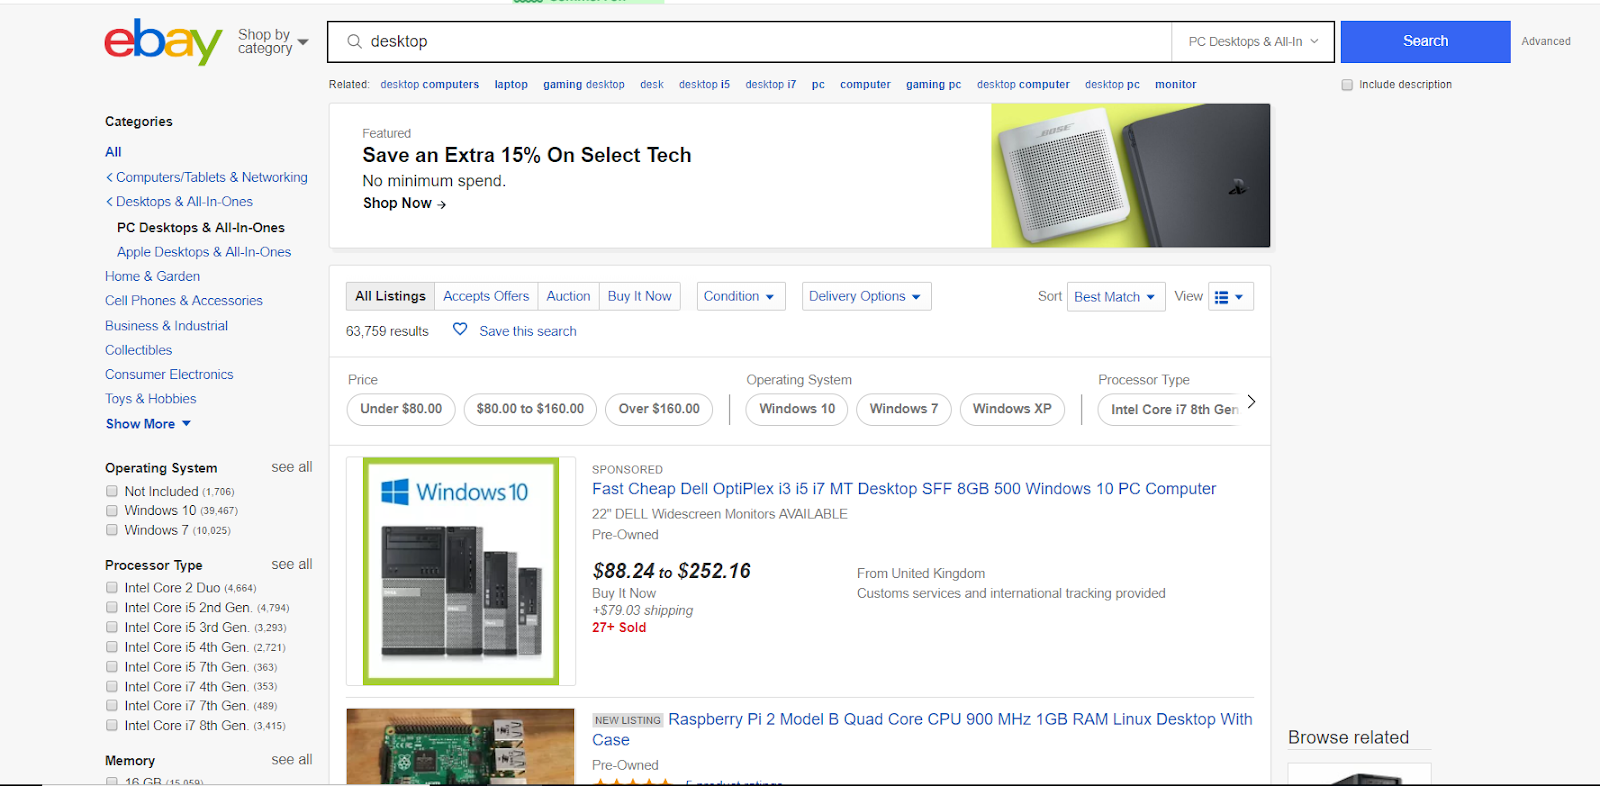 ebay
Shop by
category
desktop
PC Desktops & All-In
Search
Advanced
Related: desktop computers laptop gaming desktop desk desktop i5 desktop i7 pc computer gaming pc desktop computer desktop pc monitor
Include description
Categories
All
Computers/Tablets & Networking
Desktops & All-In-Ones
PC Desktops & All-In-Ones
Apple Desktops & All-In-Ones
Home & Garden
Cell Phones & Accessories
Business & Industrial
Collectibles
Consumer Electronics
Toys & Hobbies
Show More
Operating System see all
Not Included (1,706)
Windows 10 (39,467)
Windows 7 (10,025)
Processor Type see all
Intel Core 2 Duo (4,664)
Intel Core i5 2nd Gen. (4,794)
Intel Core i5 3rd Gen. (3,293)
Intel Core i5 4th Gen. (2,721)
Intel Core i5 7th Gen. (363)
Intel Core i7 4th Gen. (353)
Intel Core i7 7th Gen. (489)
Intel Core i7 8th Gen. (3,415)
Memory see all
16 GB (15,059)
Featured
Save an Extra 15% On Select Tech
No minimum spend.
Shop Now →
BOSE
All Listings Accepts Offers Auction Buy It Now Condition Delivery Options Sort Best Match View
63,759 results Save this search
Price Operating System Processor Type
Under $80.00 $80.00 to $160.00 Over $160.00 Windows 10 Windows 7 Windows XP Intel Core i7 8th Gen
Windows 10
SPONSORED
Fast Cheap Dell OptiPlex i3 i5 i7 MT Desktop SFF 8GB 500 Windows 10 PC Computer
22" DELL Widescreen Monitors AVAILABLE
Pre-Owned
$88.24 to $252.16
Buy It Now
+$79.03 shipping
27+ Sold
From United Kingdom
Customs services and international tracking provided
NEW LISTING Raspberry Pi 2 Model B Quad Core CPU 900 MHz 1GB RAM Linux Desktop With
Case
Pre-Owned
5 product ratings
Browse related